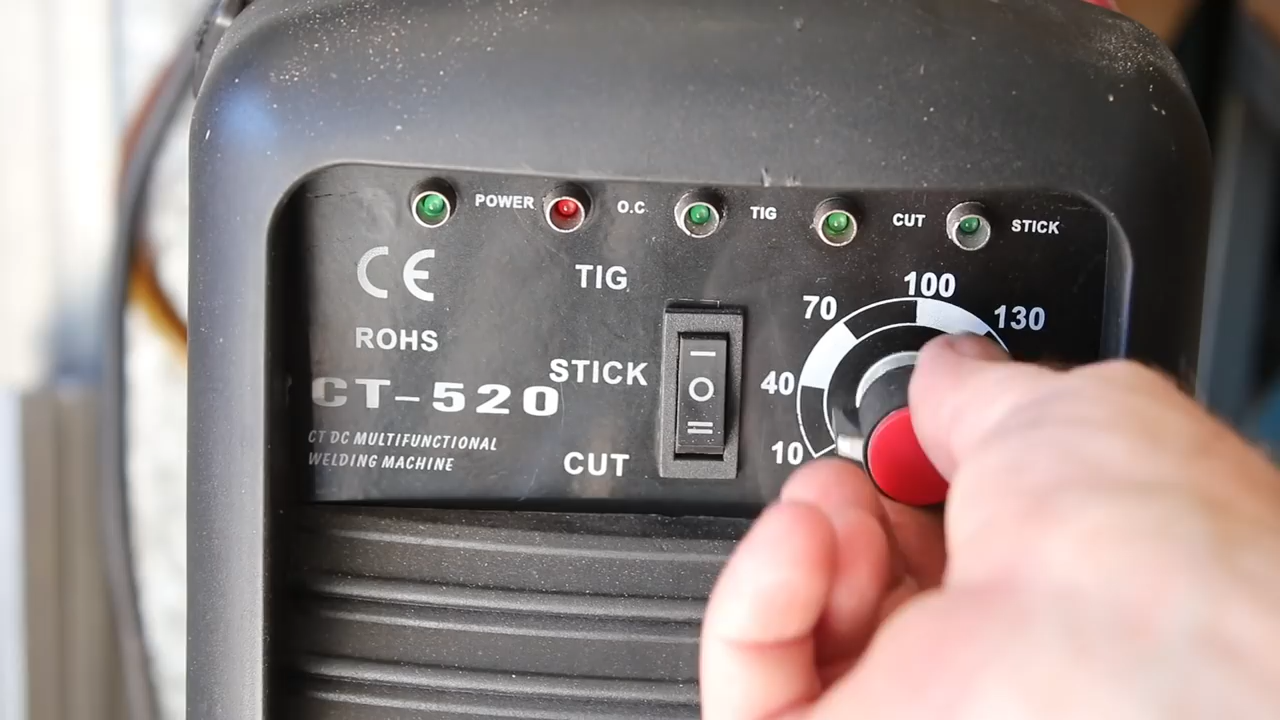 POWER
O.C
TIG
CUT
STICK
CE
ROHS
CT-520
CT DC MULTIFUNCTIONAL
WELDING MACHINE
TIG
STICK
CUT
10
40
70
100
130